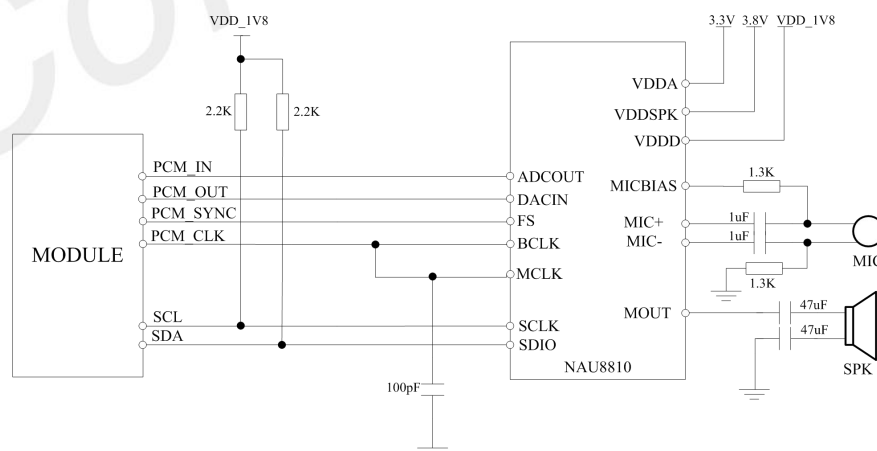 VDD_1V8
3.3V 3.8V VDD_1V8
2.2K
2.2K
VDDA
VDDSPK
VDDD
PCM_IN
PCM_OUT
PCM_SYNC
PCM_CLK
ADCOUT
DACIN
FS
BCLK
MCLK
MICBIAS
1.3K
MIC+
1uF
MIC-
1uF
MIC
1.3K
MODULE
SCL
SDA
SCLK
SDIO
MOUT
47uF
47uF
SPK
NAU8810
100pF